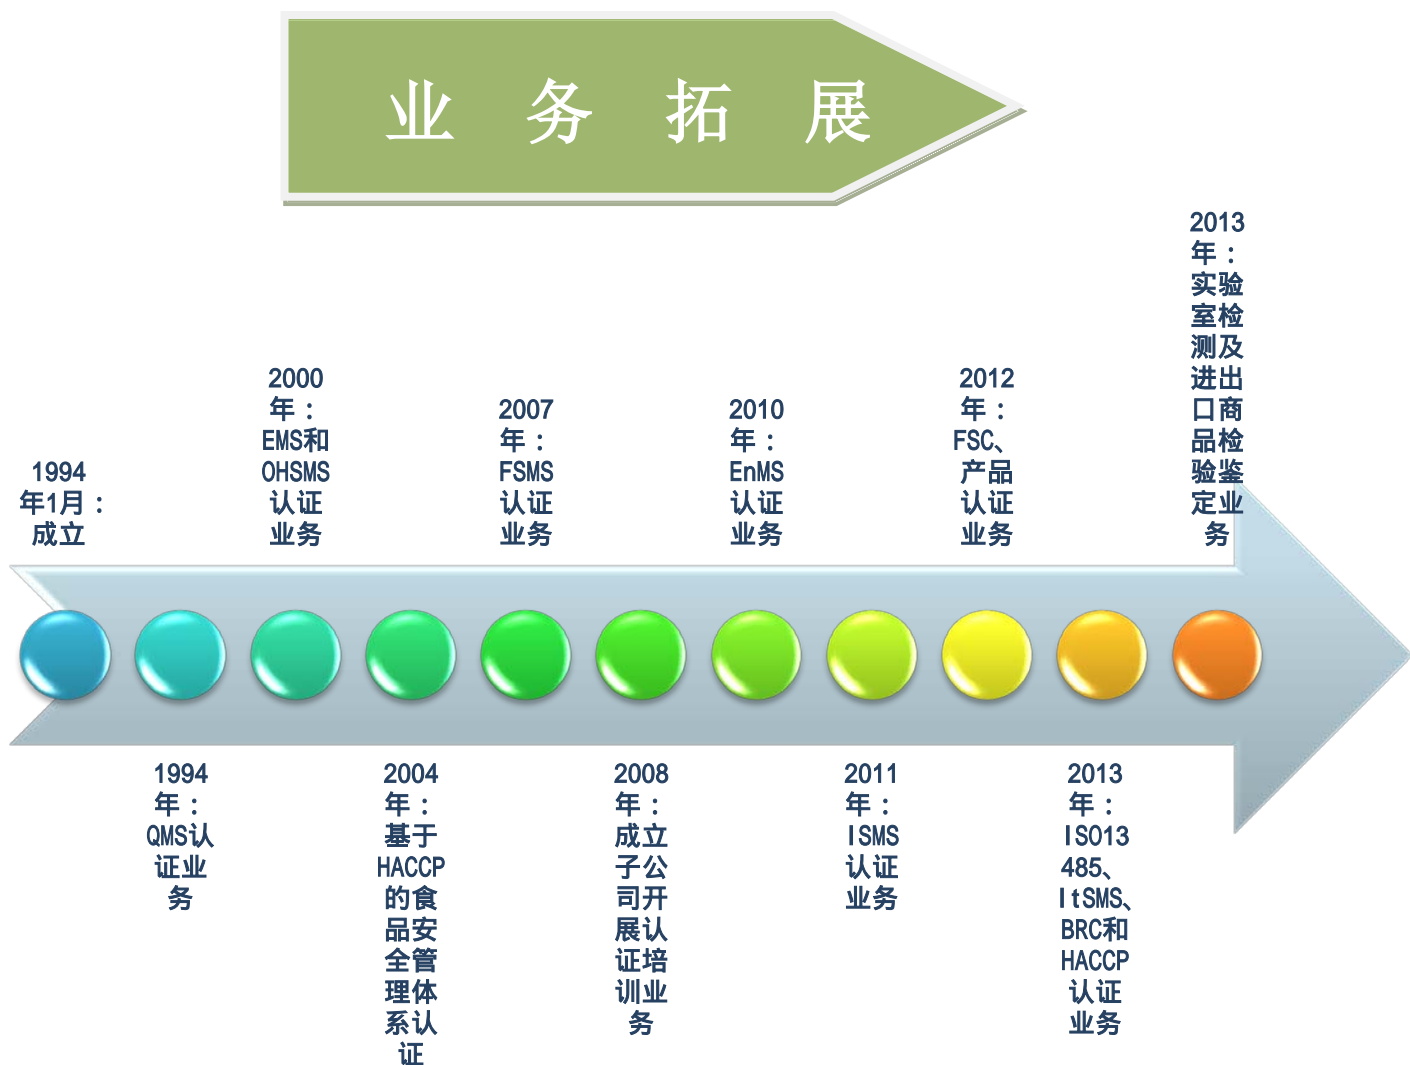 业 务 拓 展
1994
年1月：
成立
1994
年：
QMS认
证业
务
2000
年：
EMS和
OHSMS
认证
业务
2004
年：
基于
HACCP
的食
品安
全管
理体
系认
证
2007
年：
FSMS
认证
业务
2008
年：
成立
子公
司开
展认
证培
训业
务
2010
年：
EnMS
认证
业务
2011
年：
ISMS
认证
业务
2012
年：
FSC、
产品
认证
业务
2013
年：
ISO13
485、
ItSMS、
BRC和
HACCP
认证
业务
2013
年：
实验
室检
测及
进出
口商
品检
验鉴
定业
务